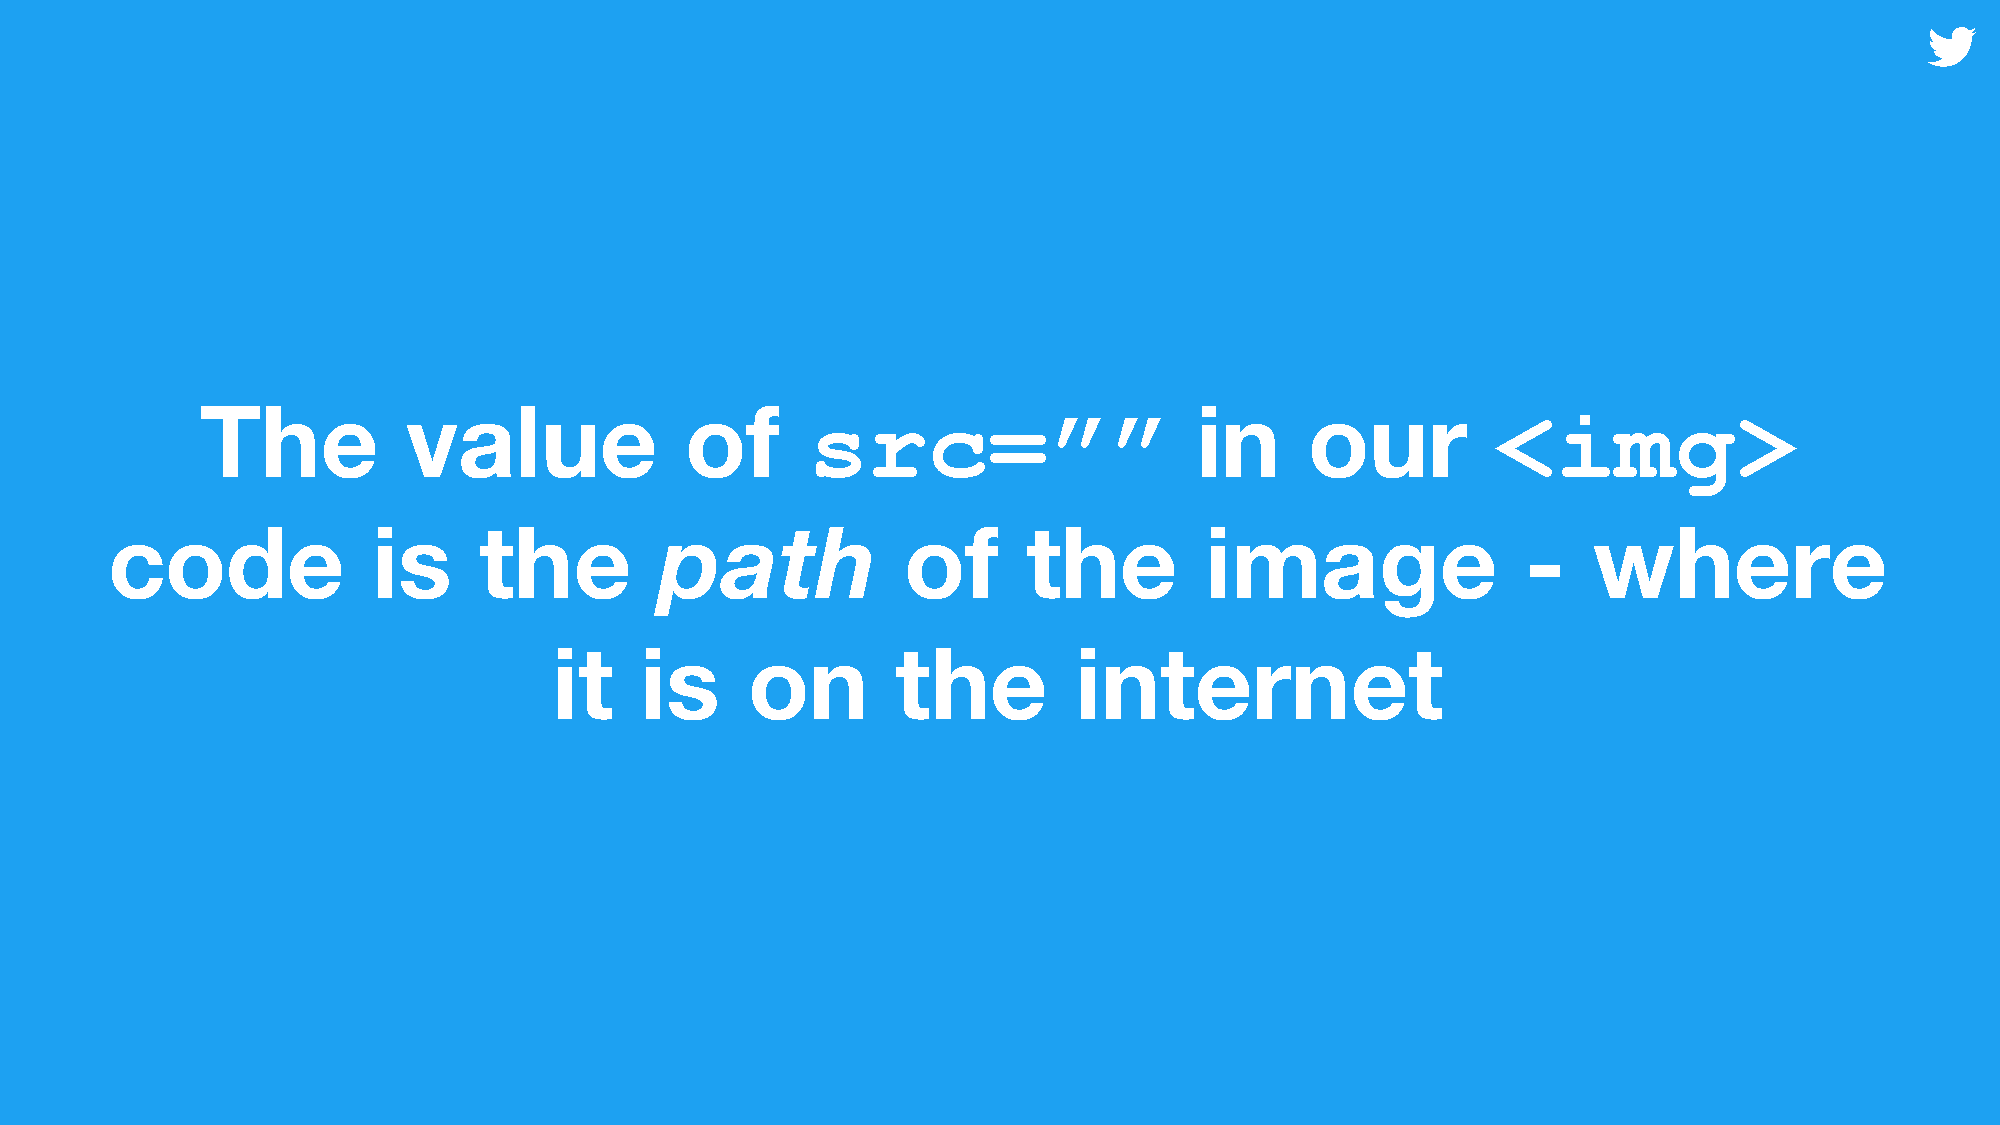 The value of src=”” in our <img>
code is the path of the image - where
it is on the internet